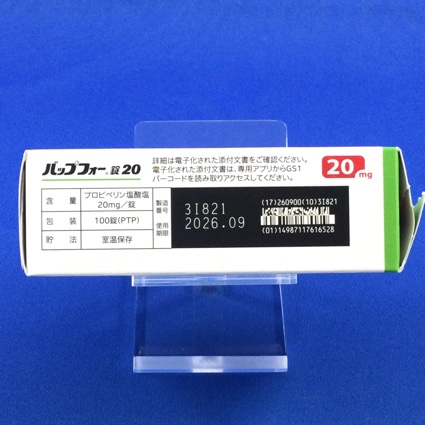 バップフォー®錠20
詳細は電子化された添付文書をご確認ください。
電子化された添付文書は、専用アプリからGS1
バーコードを読み取りアクセスしてください。
20mg
含量 プロピベリン塩酸塩
20mg/錠
包装 100錠(PTP)
貯法 室温保存
製造番号 3I821
使用期限 2026.09
(17)260900(10)3I821
(01)14987117616528